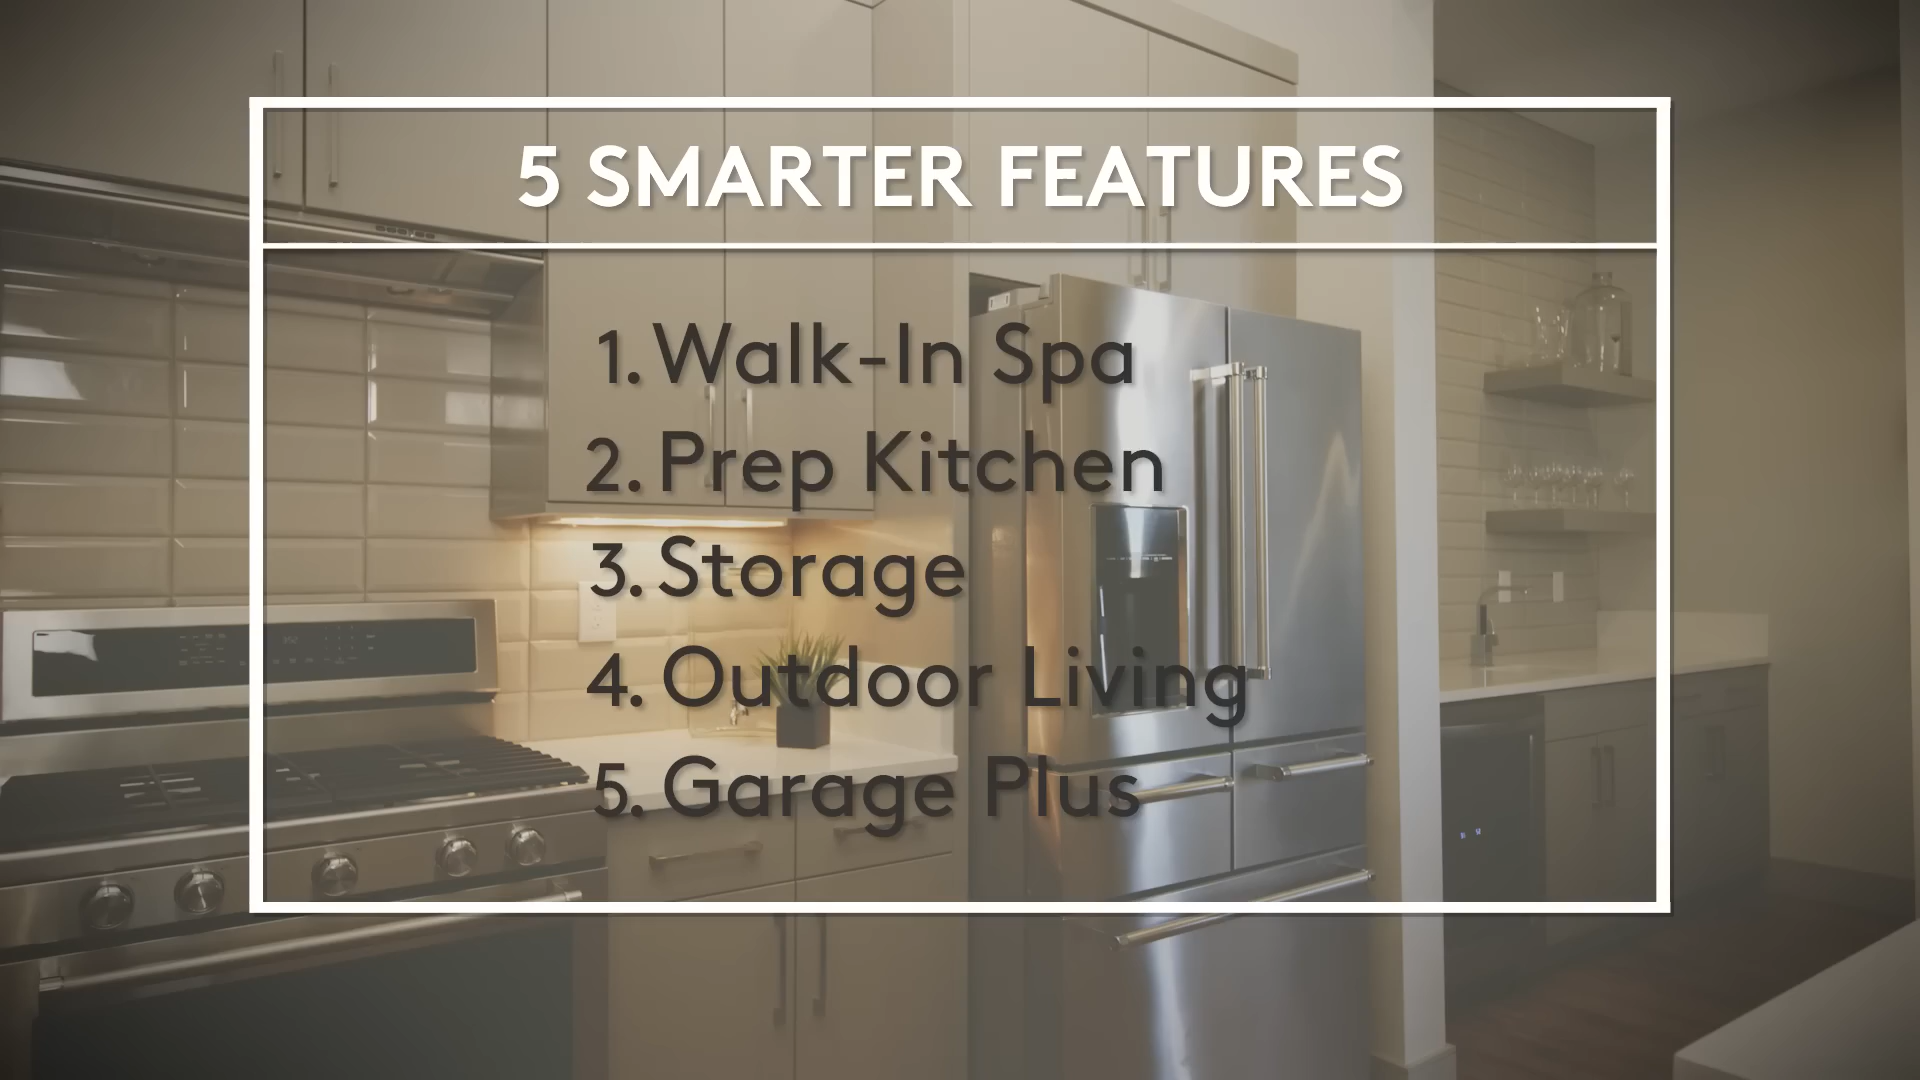 5 SMARTER FEATURES
1. Walk-In Spa
2. Prep Kitchen
3. Storage
4. Outdoor Living
5. Garage Plus